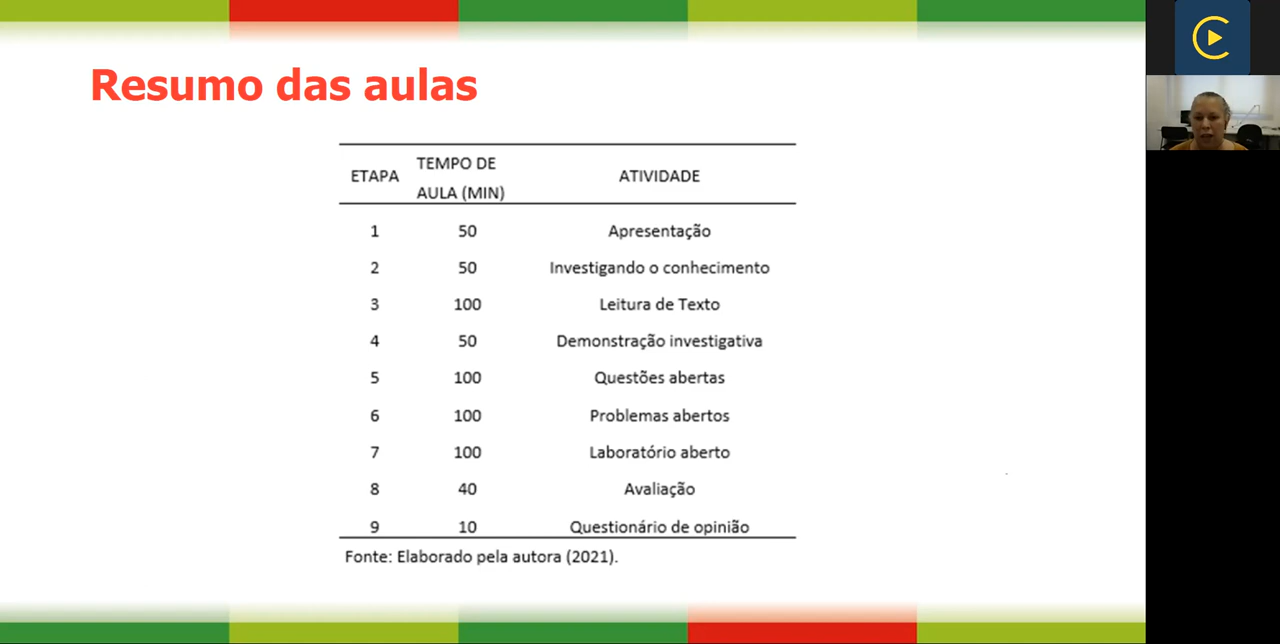 Resumo das aulas
ETAPA TEMPO DE AULA (MIN) ATIVIDADE
1 50 Apresentação
2 50 Investigando o conhecimento
3 100 Leitura de Texto
4 50 Demonstração investigativa
5 100 Questões abertas
6 100 Problemas abertos
7 100 Laboratório aberto
8 40 Avaliação
9 10 Questionário de opinião
Fonte: Elaborado pela autora (2021).